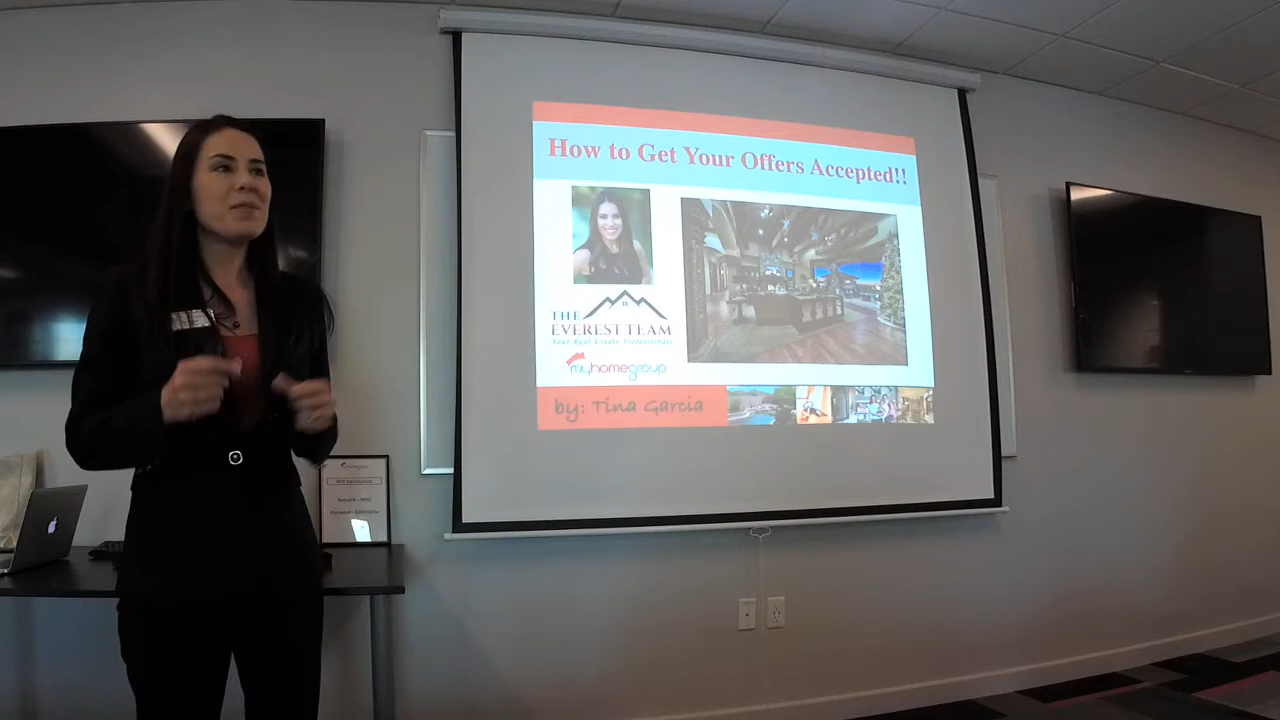 How to Get Your Offers Accepted!!
THE
EVEREST TEAM
Your Real Estate Professionals
myhomegroup
by: Tina Garcia